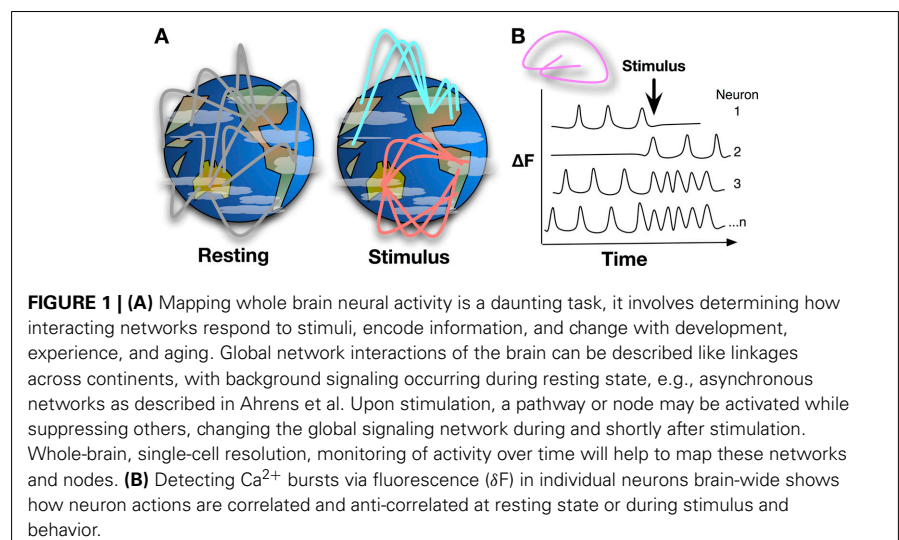 A
B
Stimulus
Neuron
1
2
ΔF
3
...n
Resting
Stimulus
Time
FIGURE 1 | (A) Mapping whole brain neural activity is a daunting task, it involves determining how
interacting networks respond to stimuli, encode information, and change with development,
experience, and aging. Global network interactions of the brain can be described like linkages
across continents, with background signaling occurring during resting state, e.g., asynchronous
networks as described in Ahrens et al. Upon stimulation, a pathway or node may be activated while
suppressing others, changing the global signaling network during and shortly after stimulation.
Whole-brain, single-cell resolution, monitoring of activity over time will help to map these networks
and nodes. (B) Detecting Ca²⁺ bursts via fluorescence (δF) in individual neurons brain-wide shows
how neuron actions are correlated and anti-correlated at resting state or during stimulus and
behavior.